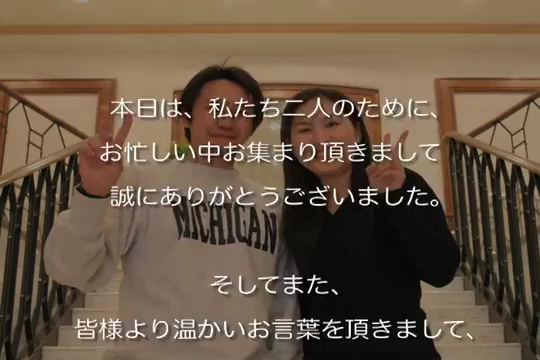 本日は、私たち二人のために、
お忙しい中お集まり頂きまして
誠にありがとうございました。
MICHIGAN
そしてまた、
皆様より温かいお言葉を頂きまして、